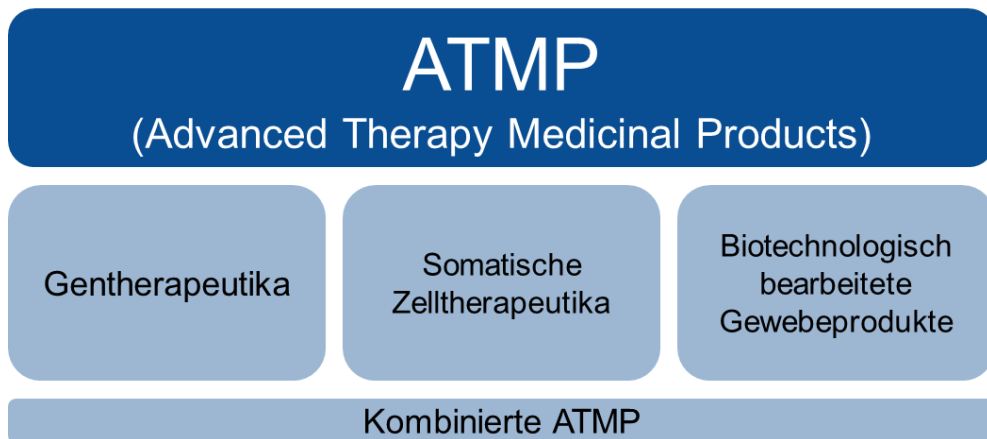 ATMP
(Advanced Therapy Medicinal Products)
Gentherapeutika
Somatische
Zelltherapeutika
Biotechnologisch
bearbeitete
Gewebeprodukte
Kombinierte ATMP